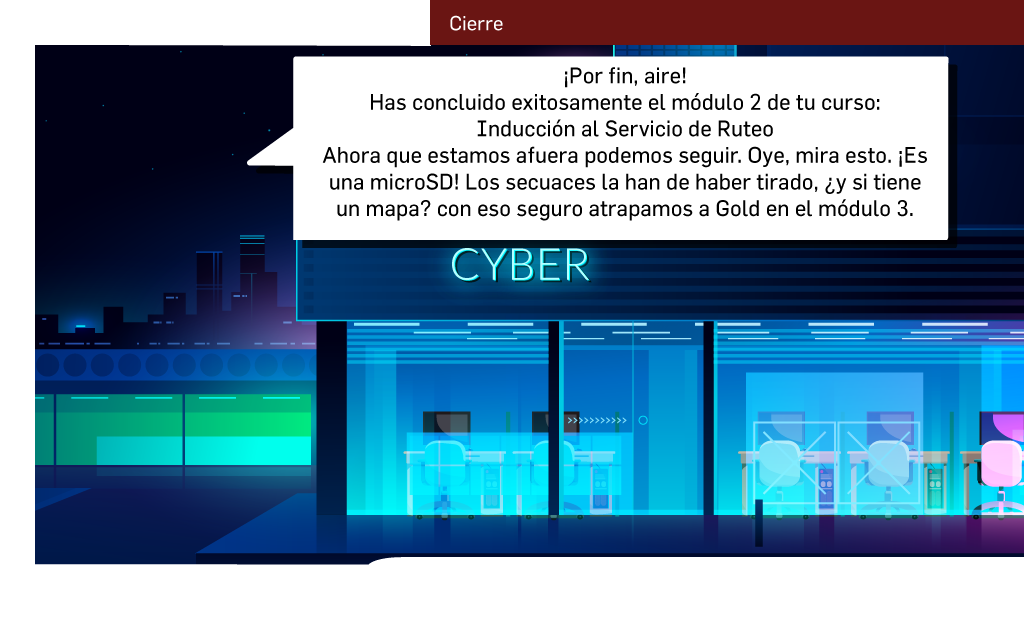 Cierre
¡Por fin, aire!
Has concluido exitosamente el módulo 2 de tu curso:
Inducción al Servicio de Ruteo
Ahora que estamos afuera podemos seguir. Oye, mira esto. ¡Es
una microSD! Los secuaces la han de haber tirado, ¿y si tiene
un mapa? con eso seguro atrapamos a Gold en el módulo 3.
CYBER